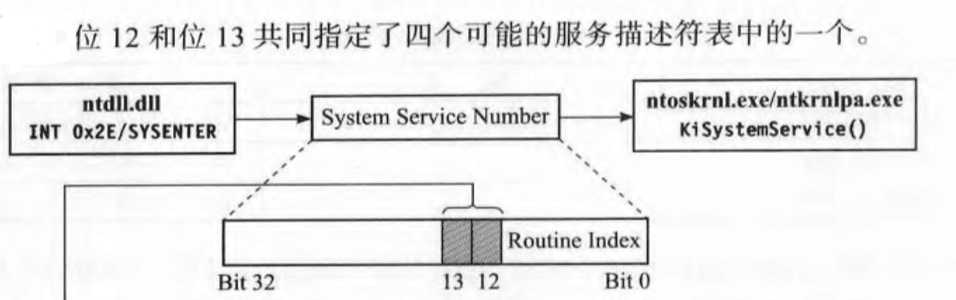 位 12 和位 13 共同指定了四个可能的服务描述符表中的一个。
ntdll.dll
INT 0x2E/SYSENTER
System Service Number
ntoskrnl.exe/ntkrnlpa.exe
KiSystemService()
Routine Index
Bit 32
13 12
Bit 0